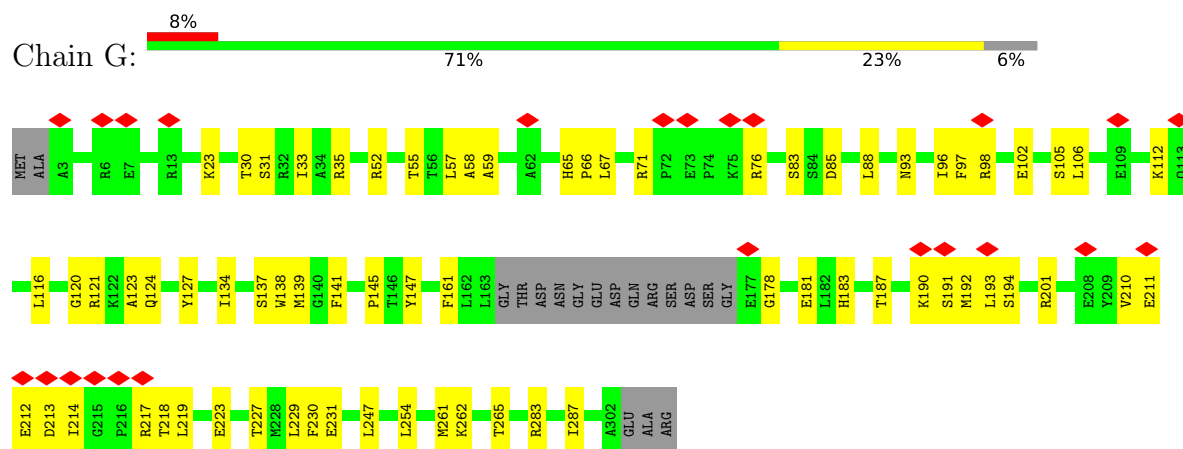 8%
Chain G:
71% 23% 6%
MET ALA A3 R6 E7 R13 K23 T30 S31 R32 I33 A34 R35 R52 T55 T56 L57 A58 A59 A62 H65 P66 L67 R71 P72 E73 P74 K75 R76 S83 S84 D85 L88 N93 I96 F97 R98 E102 S105 L106 E109 K112 Q113
L116 G120 R121 K122 A123 Q124 Y127 I134 S137 W138 M139 G140 F141 P145 T146 Y147 F161 L162 L163 GLY THR ASP ASN GLY GLU ASP GLN ARG SER ASP SER GLY E177 G178 E181 L182 H183 T187 K190 S191 M192 L193 S194 R201 E208 Y209 V210 E211
E212 D213 I214 G215 P216 R217 T218 L219 E223 T227 M228 L229 F230 E231 L247 L254 M261 K262 T265 R283 I287 A302 GLU ALA ARG